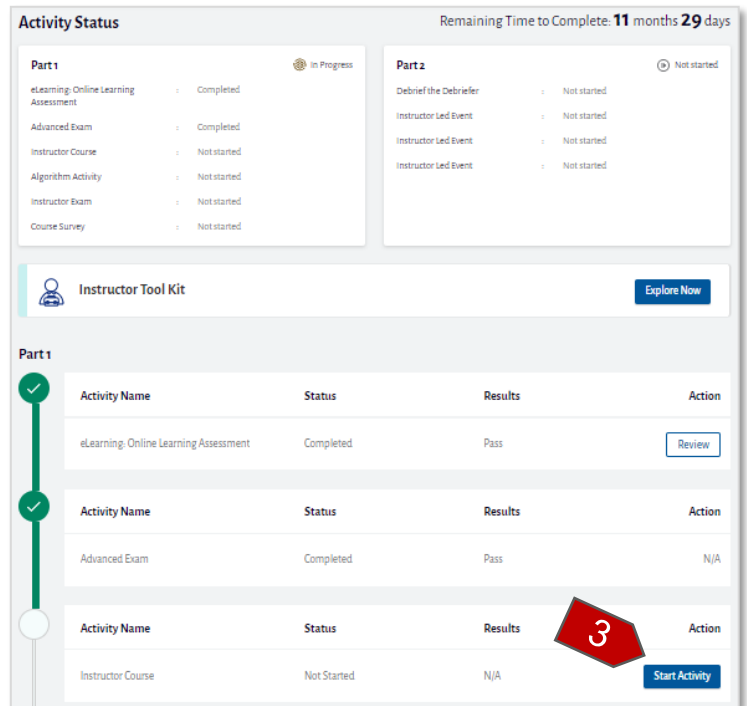 Activity Status
Remaining Time to Complete: 11 months 29 days
Part 1
In Progress
eLearning: Online Learning Assessment : Completed
Advanced Exam : Completed
Instructor Course : Not started
Algorithm Activity : Not started
Instructor Exam : Not started
Course Survey : Not started
Part 2
Not started
Debrief the Debriefer : Not started
Instructor Led Event : Not started
Instructor Led Event : Not started
Instructor Led Event : Not started
Instructor Tool Kit
Explore Now
Part 1
Activity Name Status Results Action
eLearning: Online Learning Assessment Completed Pass Review
Activity Name Status Results Action
Advanced Exam Completed Pass N/A
Activity Name Status Results 3 Action
Instructor Course Not Started N/A Start Activity